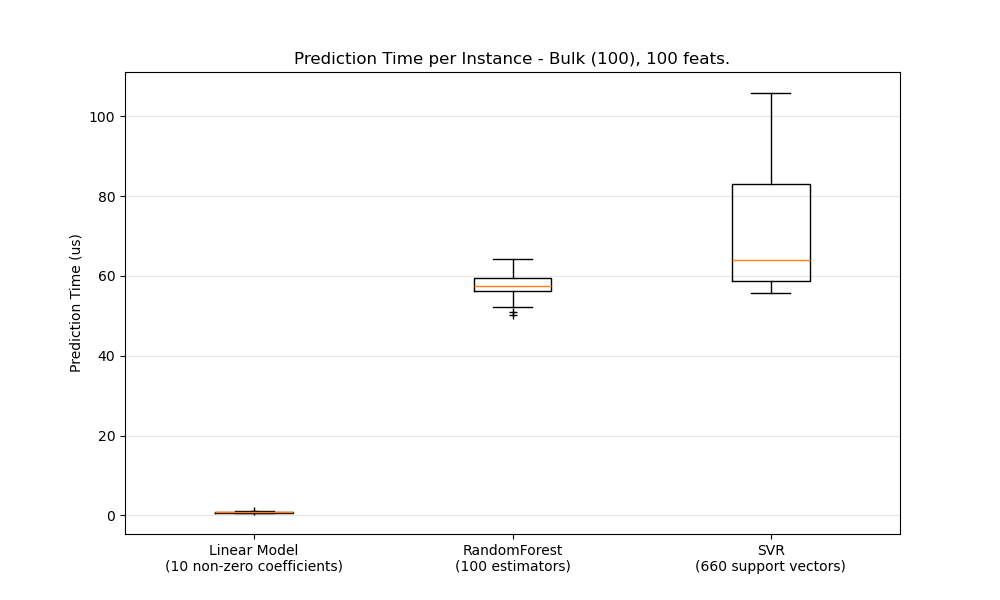 Prediction Time per Instance - Bulk (100), 100 feats.
Prediction Time (us)
100
80
60
40
20
0
Linear Model
(10 non-zero coefficients)
RandomForest
(100 estimators)
SVR
(660 support vectors)